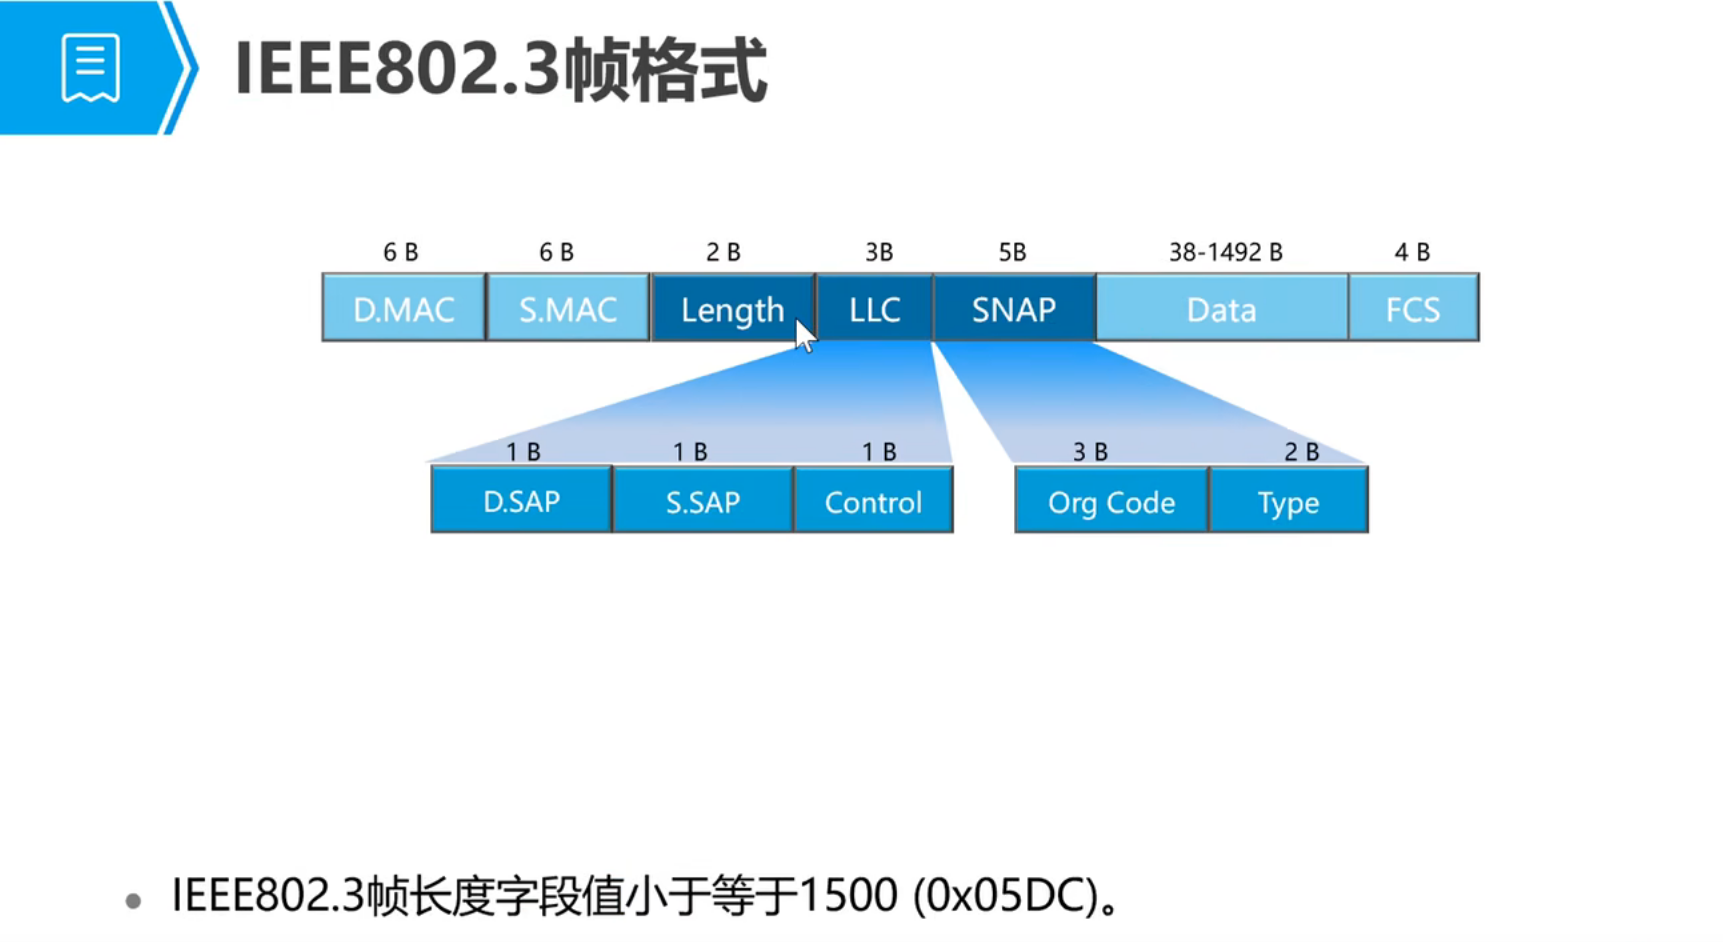 IEEE802.3帧格式
6 B 6 B 2 B 3B 5B 38-1492 B 4 B
D.MAC S.MAC Length LLC SNAP Data FCS
1 B 1 B 1 B 3 B 2 B
D.SAP S.SAP Control Org Code Type
• IEEE802.3帧长度字段值小于等于1500 (0x05DC)。